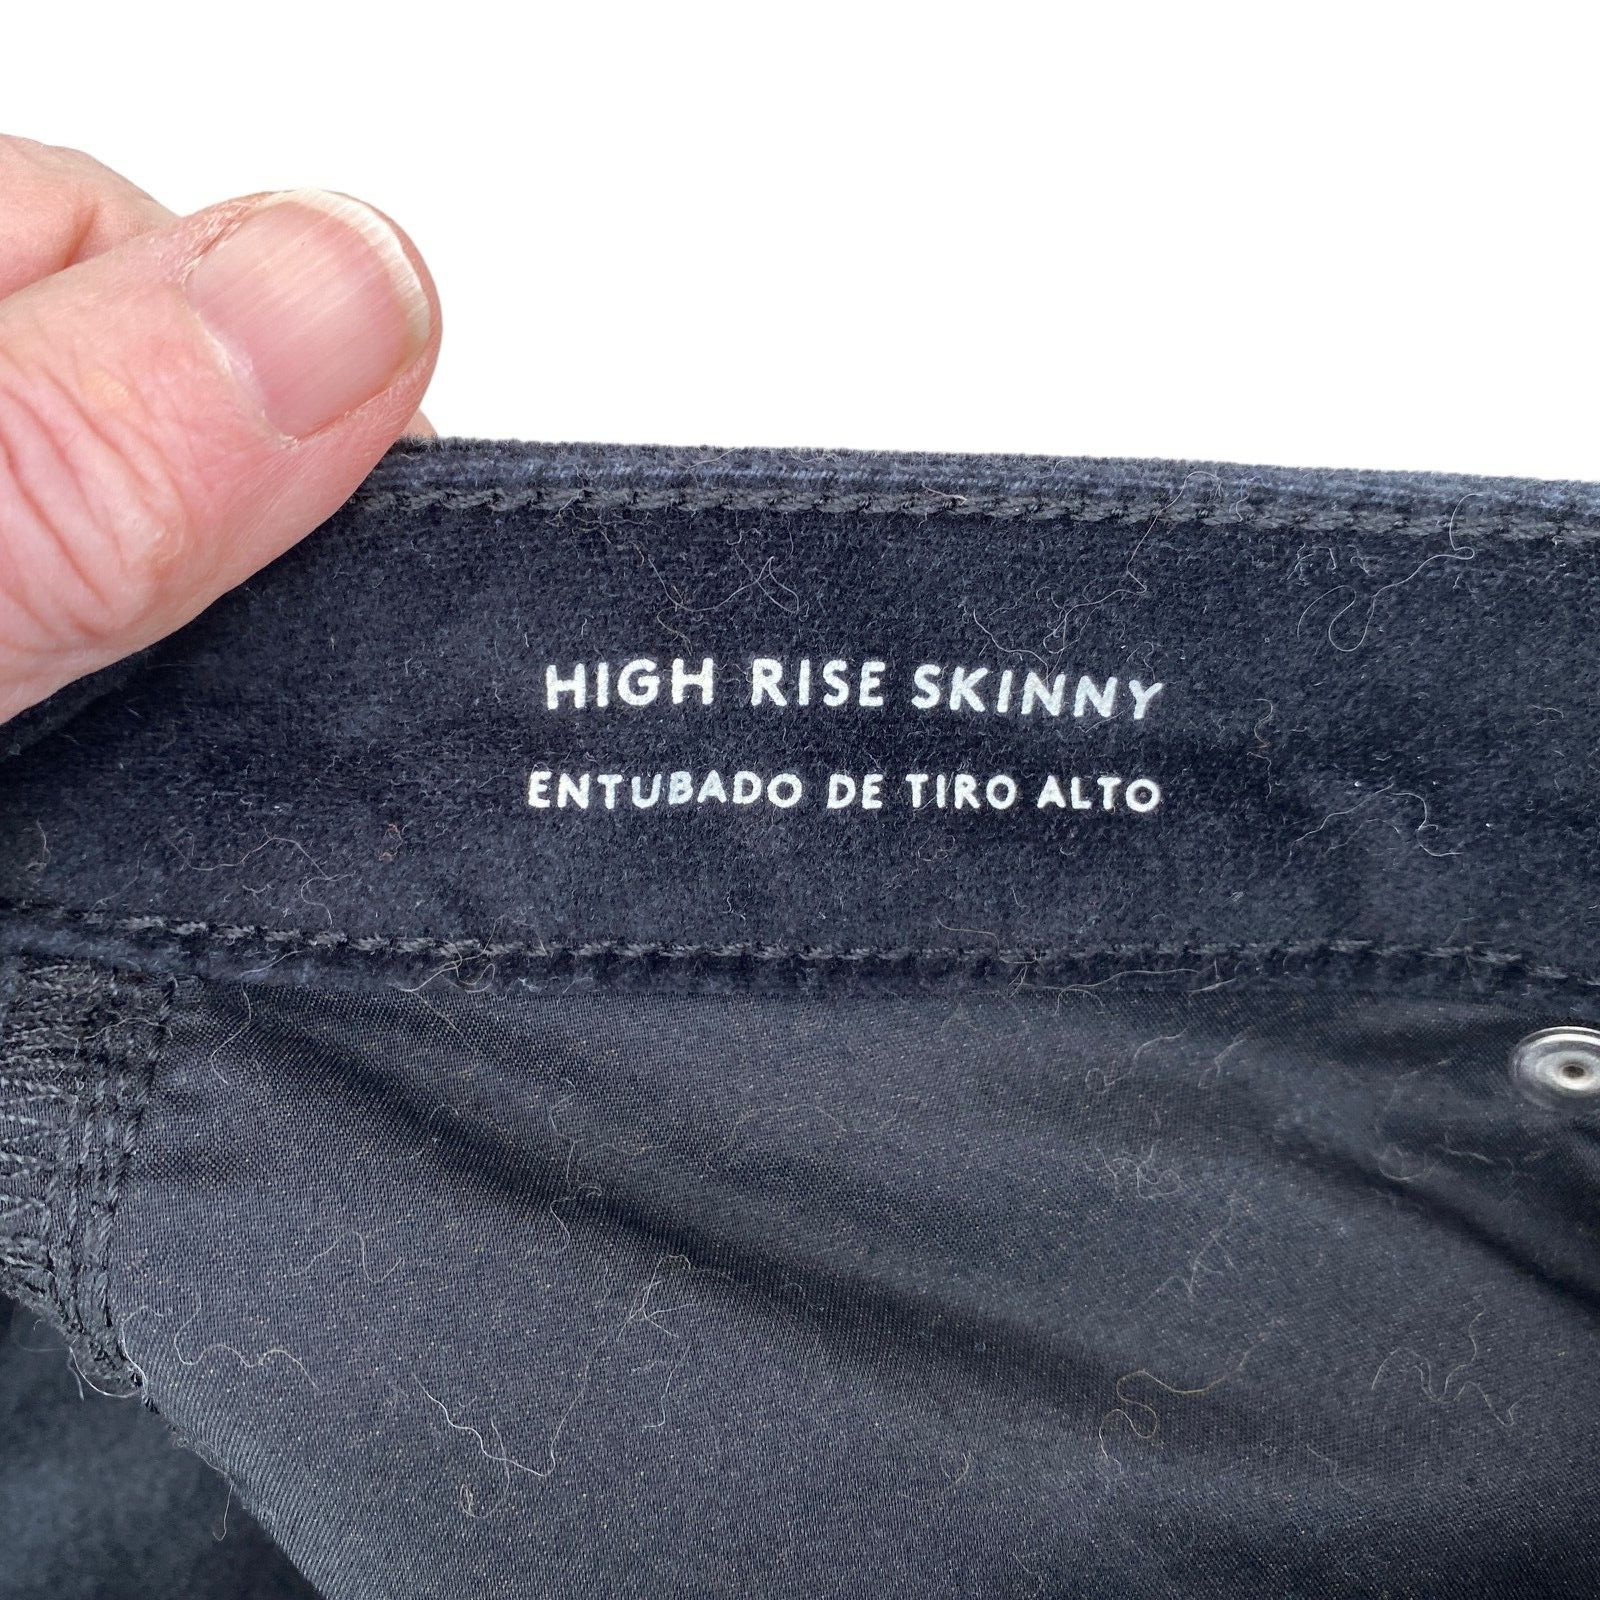 HIGH RISE SKINNY
ENTUBADO DE TIRO ALTO